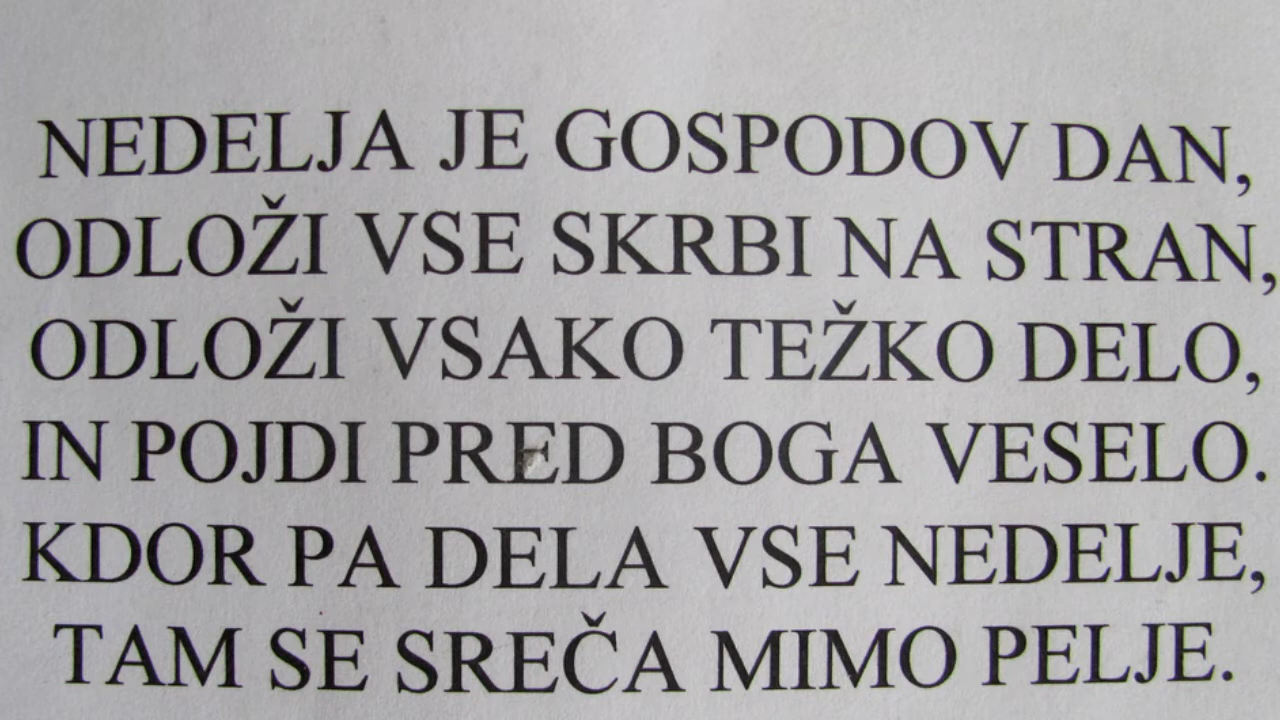 NEDELJA JE GOSPODOV DAN,
ODLOŽI VSE SKRBI NA STRAN,
ODLOŽI VSAKO TEŽKO DELO,
IN POJDI PRED BOGA VESELO.
KDOR PA DELA VSE NEDELJE,
TAM SE SREČA MIMO PELJE.